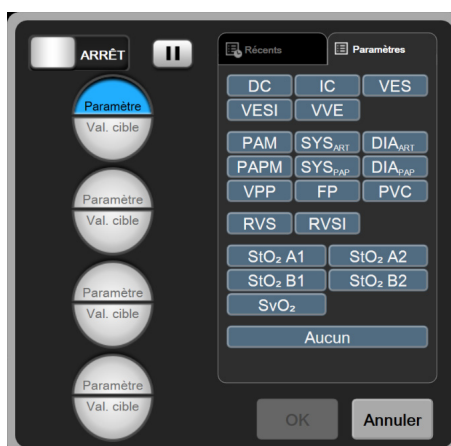 ARRÊT
Paramètre
Val. cible
Paramètre
Val. cible
Paramètre
Val. cible
Paramètre
Val. cible
Récents
Paramètres
DC IC VES
VESI VVE
PAM SYSART DIAART
PAPM SYSPAP DIAPAP
VPP FP PVC
RVS RVSI
StO₂ A1 StO₂ A2
StO₂ B1 StO₂ B2
SvO₂
Aucun
OK Annuler